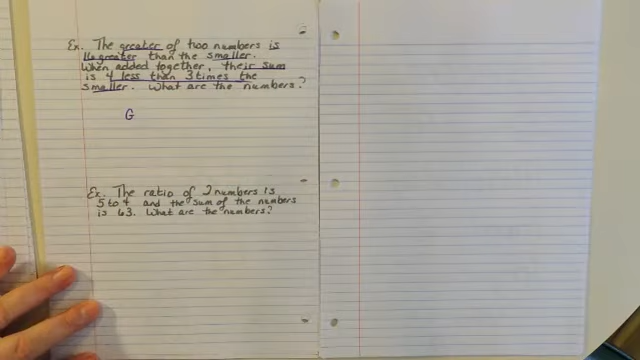 Ex. The greater of two numbers is
16 greater than the smaller.
When added together, their sum
is 4 less than 3 times the
smaller. What are the numbers?
G
Ex. The ratio of 2 numbers is
5 to 4 and the sum of the numbers
is 63. What are the numbers?